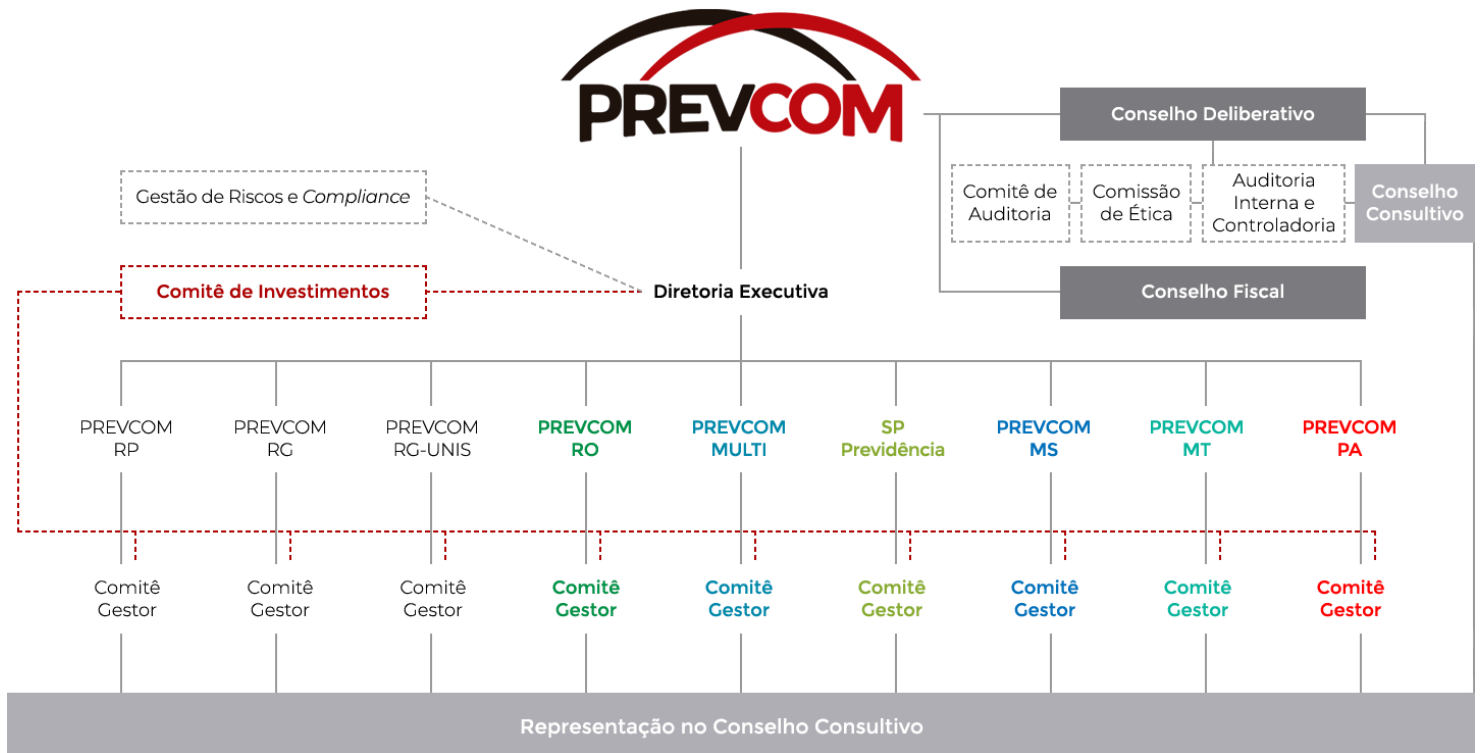 PREVCOM
Conselho Deliberativo
Gestão de Riscos e Compliance
Comitê de
Auditoria
Comissão
de Ética
Auditoria
Interna e
Controladoria
Conselho
Consultivo
Comitê de Investimentos
Diretoria Executiva
Conselho Fiscal
PREVCOM
RP
PREVCOM
RG
PREVCOM
RG-UNIS
PREVCOM
RO
PREVCOM
MULTI
SP
Previdência
PREVCOM
MS
PREVCOM
MT
PREVCOM
PA
Comitê
Gestor
Comitê
Gestor
Comitê
Gestor
Comitê
Gestor
Comitê
Gestor
Comitê
Gestor
Comitê
Gestor
Comitê
Gestor
Comitê
Gestor
Representação no Conselho Consultivo